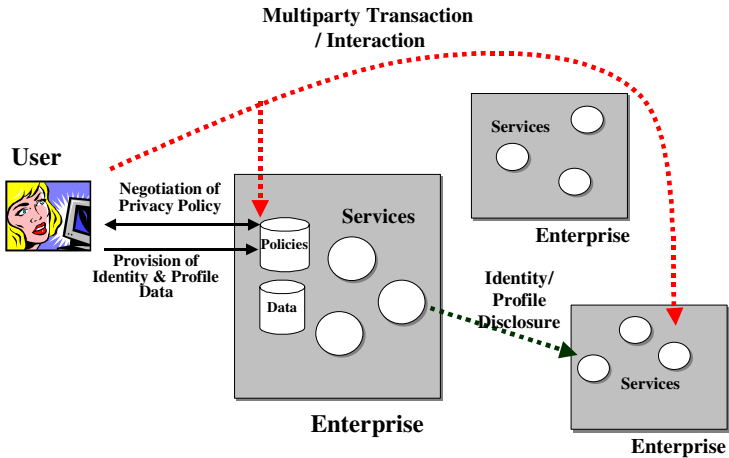 Multiparty Transaction
/ Interaction
User
Negotiation of
Privacy Policy
Provision of
Identity & Profile
Data
Policies
Data
Services
Enterprise
Services
Enterprise
Identity/
Profile
Disclosure
Services
Enterprise